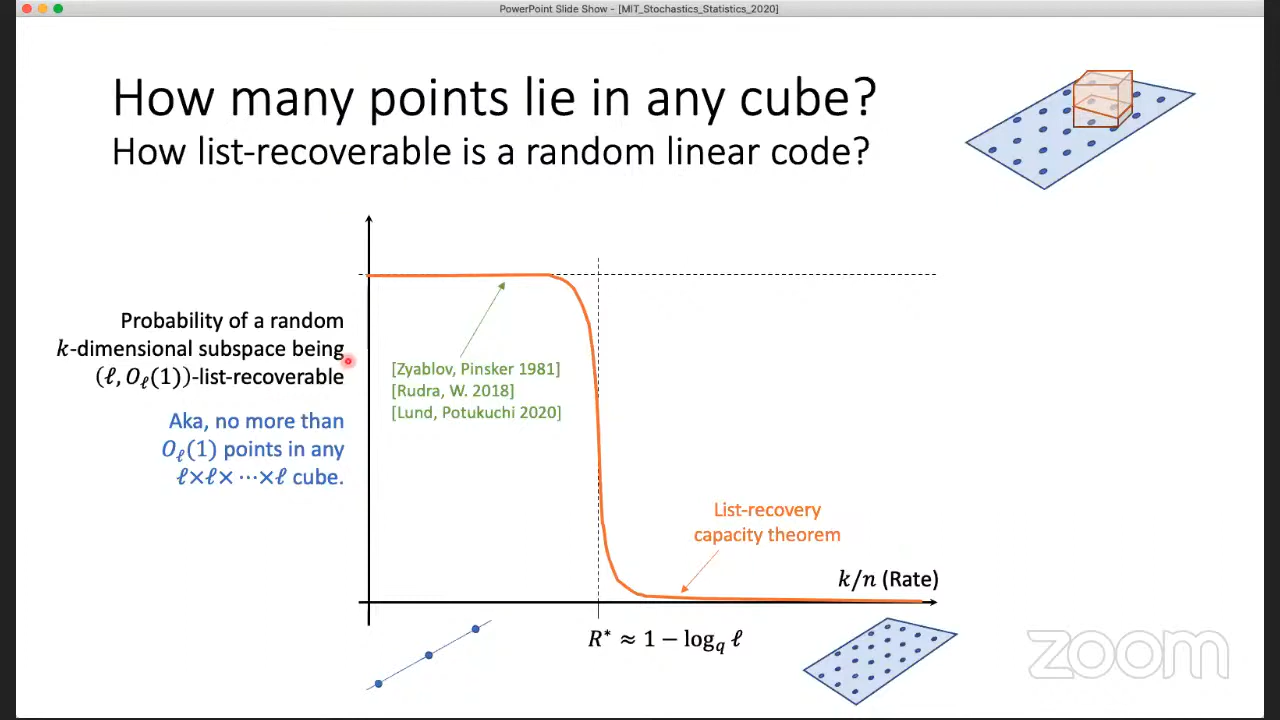 PowerPoint Slide Show - [MIT_Stochastics_Statistics_2020]
How many points lie in any cube?
How list-recoverable is a random linear code?
Probability of a random
k-dimensional subspace being
(ℓ, O_ℓ(1))-list-recoverable
Aka, no more than
O_ℓ(1) points in any
ℓ×ℓ× ⋯×ℓ cube.
[Zyablov, Pinsker 1981]
[Rudra, W. 2018]
[Lund, Potukuchi 2020]
List-recovery
capacity theorem
k/n (Rate)
R* ≈ 1 − log_q ℓ
zoom